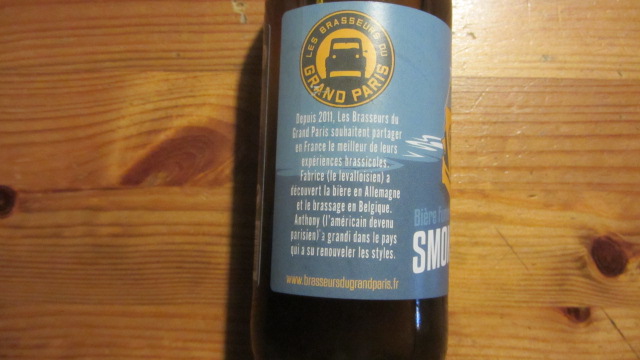 LES BRASSEURS DU
GRAND PARIS
Depuis 2011, Les Brasseurs du
Grand Paris souhaitent partager
en France le meilleur de leurs
expériences brassicoles.
Fabrice (le levalloisien) a
découvert la bière en Allemagne
et le brassage en Belgique.
Anthony (l'américain devenu
parisien) a grandi dans le pays
qui a su renouveler les styles.
www.brasseursdugrandparis.fr
Bière